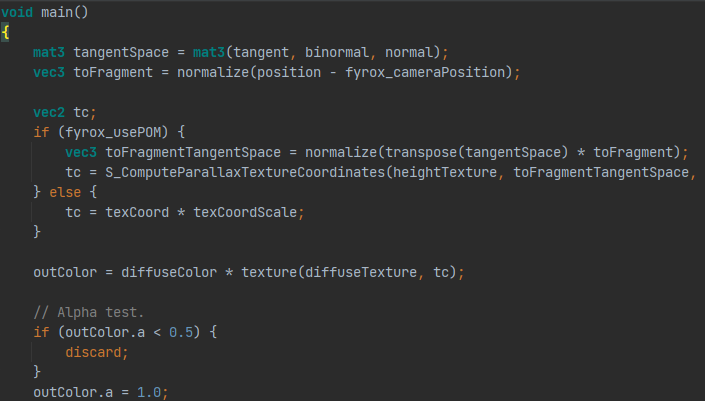 void main()
{
    mat3 tangentSpace = mat3(tangent, binormal, normal);
    vec3 toFragment = normalize(position - fyrox_cameraPosition);

    vec2 tc;
    if (fyrox_usePOM) {
        vec3 toFragmentTangentSpace = normalize(transpose(tangentSpace) * toFragment);
        tc = S_ComputeParallaxTextureCoordinates(heightTexture, toFragmentTangentSpace,
    } else {
        tc = texCoord * texCoordScale;
    }

    outColor = diffuseColor * texture(diffuseTexture, tc);

    // Alpha test.
    if (outColor.a < 0.5) {
        discard;
    }
    outColor.a = 1.0;